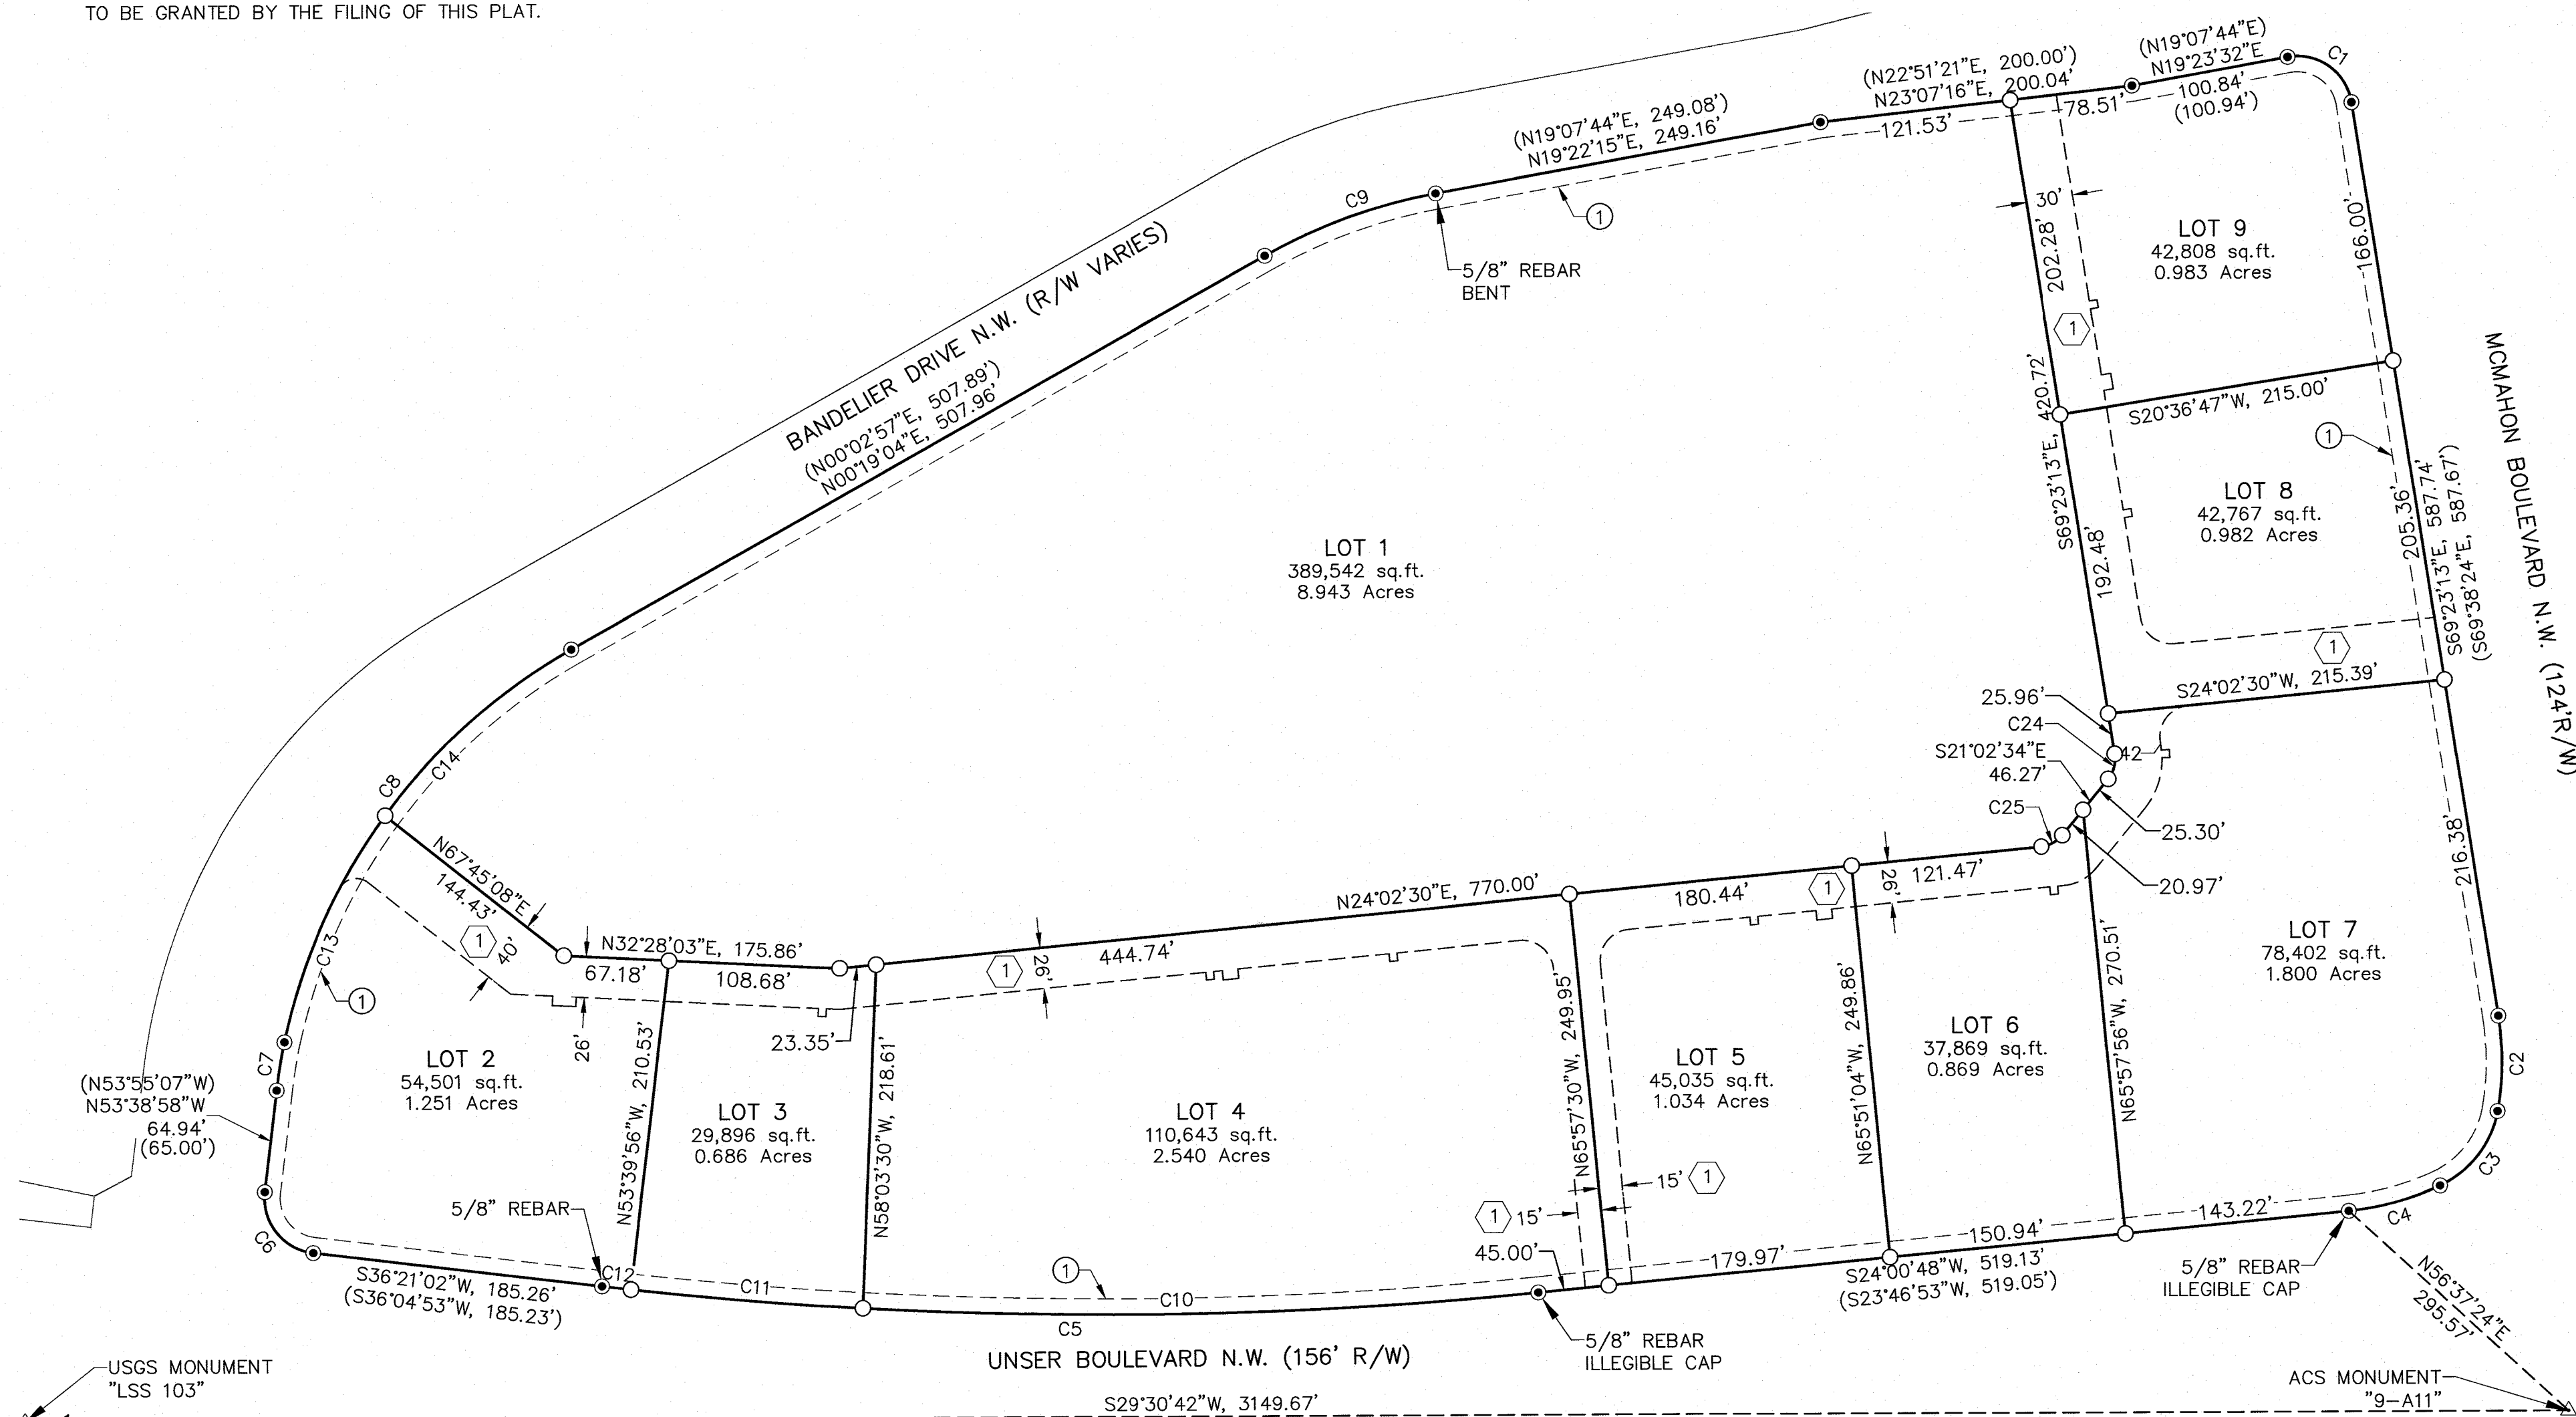 TO BE GRANTED BY THE FILING OF THIS PLAT.
(N19°07'44"E)
N19°23'32"E
100.84'
(100.94')
C1
(N22°51'21"E, 200.00')
N23°07'16"E, 200.04'
78.51'
121.53'
(N19°07'44"E, 249.08')
N19°22'15"E, 249.16'
C9
1
5/8" REBAR
BENT
30'
202.28'
LOT 9
42,808 sq.ft.
0.983 Acres
166.00'
1
BANDELIER DRIVE N.W. (R/W VARIES)
(N00°02'57"E, 507.89')
N00°19'04"E, 507.96'
S20°36'47"W, 215.00'
1
MCMAHON BOULEVARD N.W. (124'R/W)
S69°23'13"E, 420.72'
192.48'
LOT 8
42,767 sq.ft.
0.982 Acres
205.36'
S69°23'13"E, 587.74'
(S69°38'24"E, 587.67')
LOT 1
389,542 sq.ft.
8.943 Acres
1
S24°02'30"W, 215.39'
25.96'
C24
42
S21°02'34"E
46.27'
C25
25.30'
20.97'
216.38'
C8
C14
N67°45'08"E
144.43'
1
40'
C13
1
N32°28'03"E, 175.86'
67.18'
108.68'
23.35'
26'
N24°02'30"E, 770.00'
444.74'
1
26'
180.44'
1
26'
121.47'
LOT 7
78,402 sq.ft.
1.800 Acres
C7
(N53°55'07"W)
N53°38'58"W
64.94'
(65.00')
LOT 2
54,501 sq.ft.
1.251 Acres
N53°39'56"W, 210.53'
LOT 3
29,896 sq.ft.
0.686 Acres
N58°03'30"W, 218.61'
LOT 4
110,643 sq.ft.
2.540 Acres
N65°57'30"W, 249.95'
LOT 5
45,035 sq.ft.
1.034 Acres
N65°51'04"W, 249.86'
LOT 6
37,869 sq.ft.
0.869 Acres
N65°57'56"W, 270.51'
C2
C3
C4
5/8" REBAR
C6
S36°21'02"W, 185.26'
(S36°04'53"W, 185.23')
C12
C11
1
C10
C5
1
15'
15'
1
45.00'
179.97'
150.94'
143.22'
S24°00'48"W, 519.13'
(S23°46'53"W, 519.05')
5/8" REBAR
ILLEGIBLE CAP
5/8" REBAR
ILLEGIBLE CAP
N56°37'24"E
295.57'
UNSER BOULEVARD N.W. (156' R/W)
USGS MONUMENT
"LSS 103"
S29°30'42"W, 3149.67'
ACS MONUMENT
"9-A11"